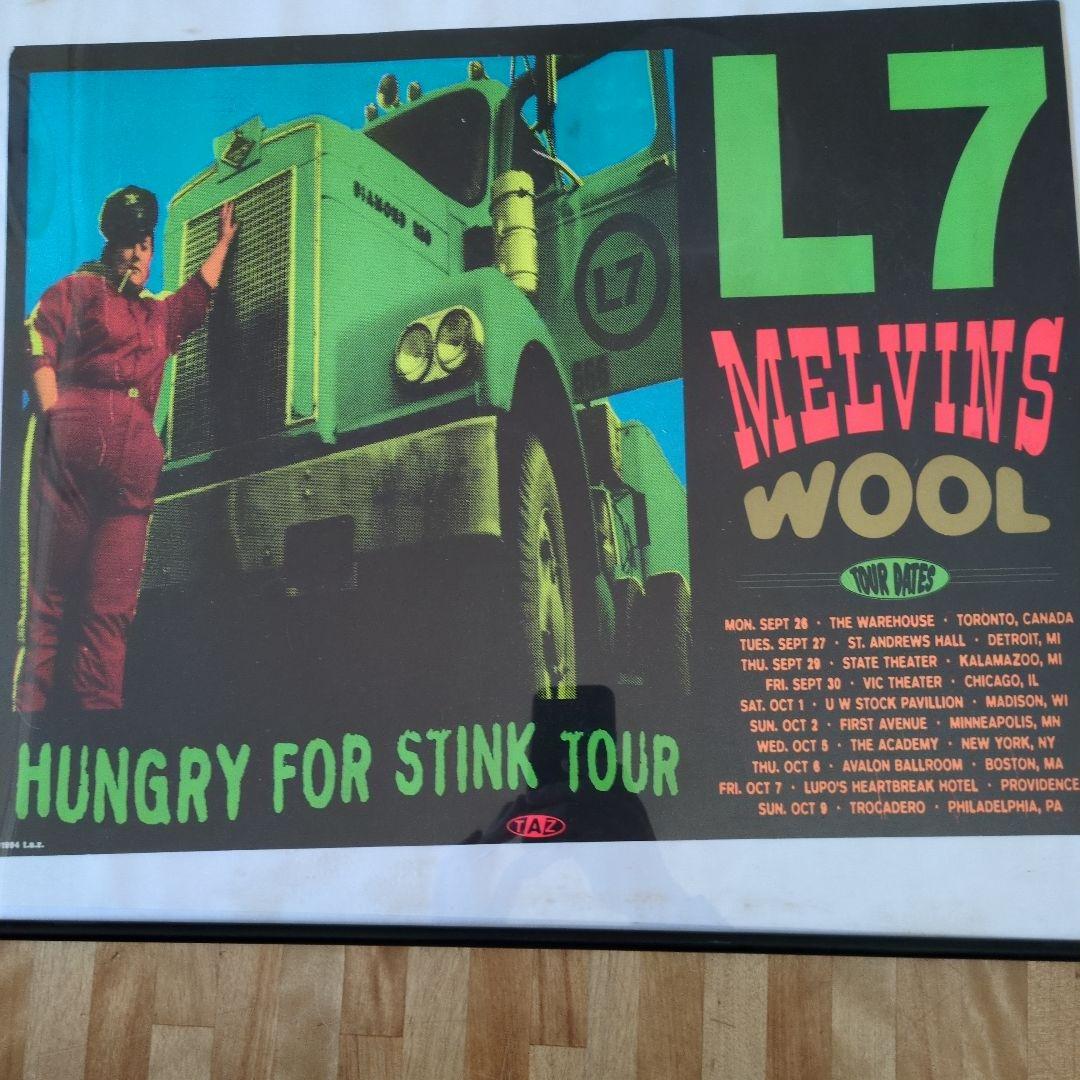 DIAMOND REO
L7
666
L7
MELVINS
WOOL
TOUR DATES
MON. SEPT 26 · THE WAREHOUSE · TORONTO, CANADA
TUES. SEPT 27 · ST. ANDREWS HALL · DETROIT, MI
THU. SEPT 29 · STATE THEATER · KALAMAZOO, MI
FRI. SEPT 30 · VIC THEATER · CHICAGO, IL
SAT. OCT 1 · U W STOCK PAVILLION · MADISON, WI
SUN. OCT 2 · FIRST AVENUE · MINNEAPOLIS, MN
WED. OCT 5 · THE ACADEMY · NEW YORK, NY
THU. OCT 6 · AVALON BALLROOM · BOSTON, MA
FRI. OCT 7 · LUPO'S HEARTBREAK HOTEL · PROVIDENCE
SUN. OCT 9 · TROCADERO · PHILADELPHIA, PA
HUNGRY FOR STINK TOUR
TAZ
1994 t.a.z.